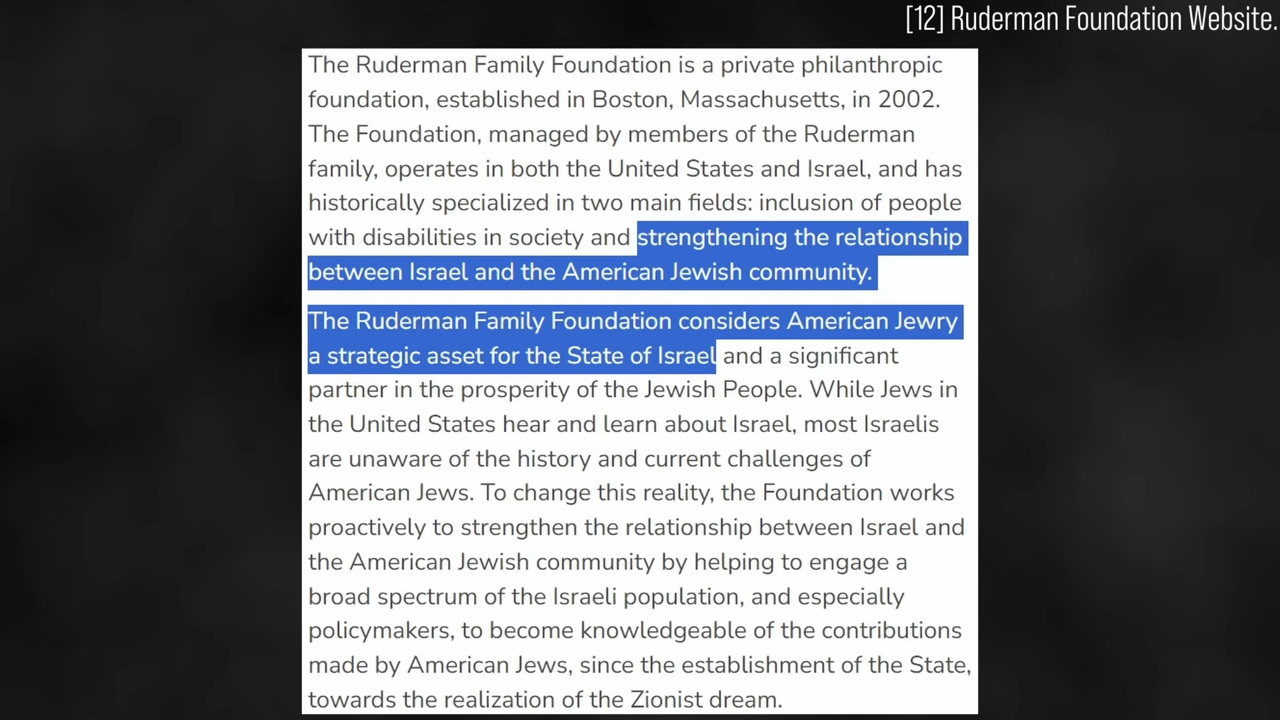 [12] Ruderman Foundation Website.
The Ruderman Family Foundation is a private philanthropic
foundation, established in Boston, Massachusetts, in 2002.
The Foundation, managed by members of the Ruderman
family, operates in both the United States and Israel, and has
historically specialized in two main fields: inclusion of people
with disabilities in society and strengthening the relationship
between Israel and the American Jewish community.
The Ruderman Family Foundation considers American Jewry
a strategic asset for the State of Israel and a significant
partner in the prosperity of the Jewish People. While Jews in
the United States hear and learn about Israel, most Israelis
are unaware of the history and current challenges of
American Jews. To change this reality, the Foundation works
proactively to strengthen the relationship between Israel and
the American Jewish community by helping to engage a
broad spectrum of the Israeli population, and especially
policymakers, to become knowledgeable of the contributions
made by American Jews, since the establishment of the State,
towards the realization of the Zionist dream.